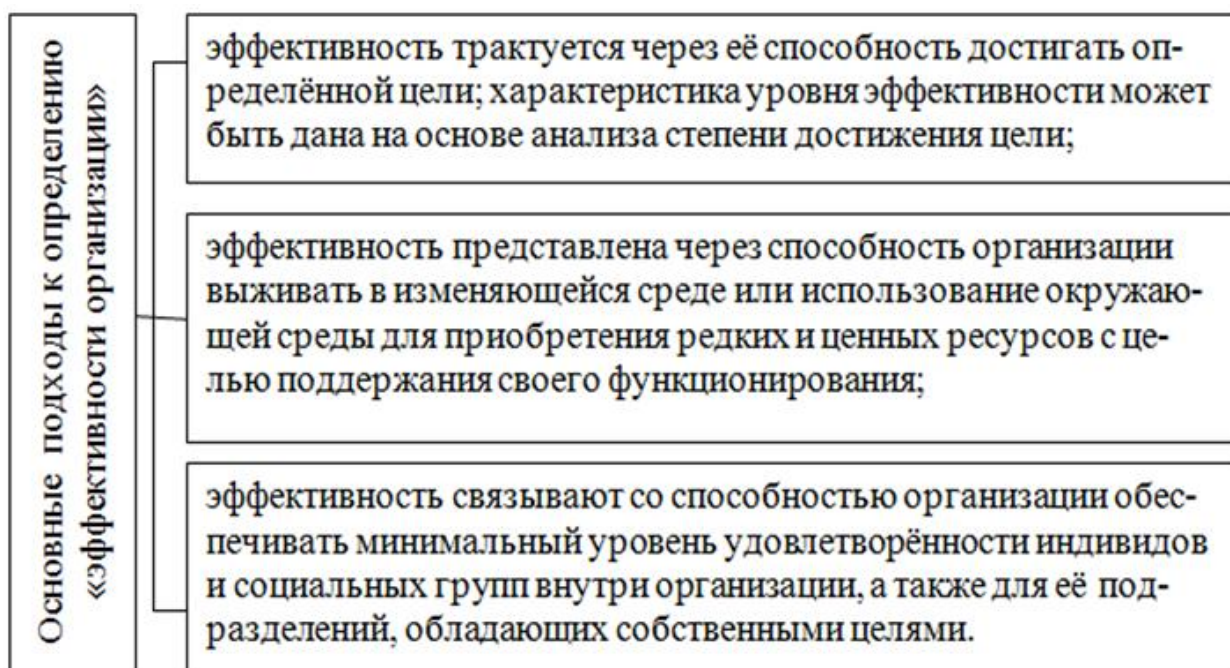 Основные подходы к определению
«эффективности организации»
эффективность трактуется через её способность достигать оп-
ределённой цели; характеристика уровня эффективности может
быть дана на основе анализа степени достижения цели;
эффективность представлена через способность организации
выживать в изменяющейся среде или использование окружаю-
щей среды для приобретения редких и ценных ресурсов с це-
лью поддержания своего функционирования;
эффективность связывают со способностью организации обес-
печивать минимальный уровень удовлетворённости индивидов
и социальных групп внутри организации, а также для её под-
разделений, обладающих собственными целями.